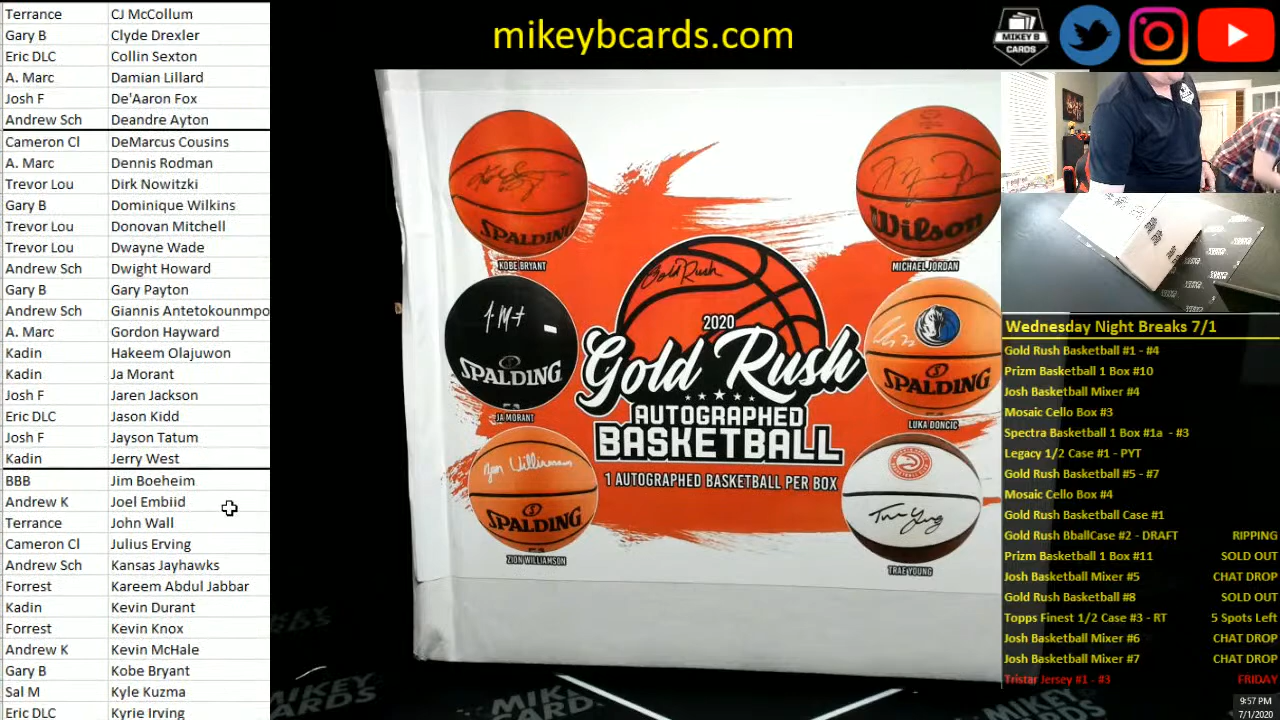 Terrance CJ McCollum
Gary B Clyde Drexler
Eric DLC Collin Sexton
A. Marc Damian Lillard
Josh F De'Aaron Fox
Andrew Sch Deandre Ayton
Cameron Cl DeMarcus Cousins
A. Marc Dennis Rodman
Trevor Lou Dirk Nowitzki
Gary B Dominique Wilkins
Trevor Lou Donovan Mitchell
Trevor Lou Dwayne Wade
Andrew Sch Dwight Howard
Gary B Gary Payton
Andrew Sch Giannis Antetokounmpo
A. Marc Gordon Hayward
Kadin Hakeem Olajuwon
Kadin Ja Morant
Josh F Jaren Jackson
Eric DLC Jason Kidd
Josh F Jayson Tatum
Kadin Jerry West
BBB Jim Boeheim
Andrew K Joel Embiid
Terrance John Wall
Cameron Cl Julius Erving
Andrew Sch Kansas Jayhawks
Forrest Kareem Abdul Jabbar
Kadin Kevin Durant
Forrest Kevin Knox
Andrew K Kevin McHale
Gary B Kobe Bryant
Sal M Kyle Kuzma
Eric DLC Kyrie Irving
mikeybcards.com
MIKEY B
CARDS
SPALDING
KOBE BRYANT
Wilson
MICHAEL JORDAN
SPALDING
JA MORANT
SPALDING
LUKA DONCIC
Zion Williamson
SPALDING
ZION WILLIAMSON
Trae Young
TRAE YOUNG
Gold Rush
2020
Gold Rush
AUTOGRAPHED
BASKETBALL
1 AUTOGRAPHED BASKETBALL PER BOX
MIKEY B
CARDS
Wednesday Night Breaks 7/1
Gold Rush Basketball #1 - #4
Prizm Basketball 1 Box #10
Josh Basketball Mixer #4
Mosaic Cello Box #3
Spectra Basketball 1 Box #1a - #3
Legacy 1/2 Case #1 - PYT
Gold Rush Basketball #5 - #7
Mosaic Cello Box #4
Gold Rush Basketball Case #1
Gold Rush BballCase #2 - DRAFT RIPPING
Prizm Basketball 1 Box #11 SOLD OUT
Josh Basketball Mixer #5 CHAT DROP
Gold Rush Basketball #8 SOLD OUT
Topps Finest 1/2 Case #3 - RT 5 Spots Left
Josh Basketball Mixer #6 CHAT DROP
Josh Basketball Mixer #7 CHAT DROP
Tristar Jersey #1 - #3 FRIDAY
9:57 PM
7/1/2020